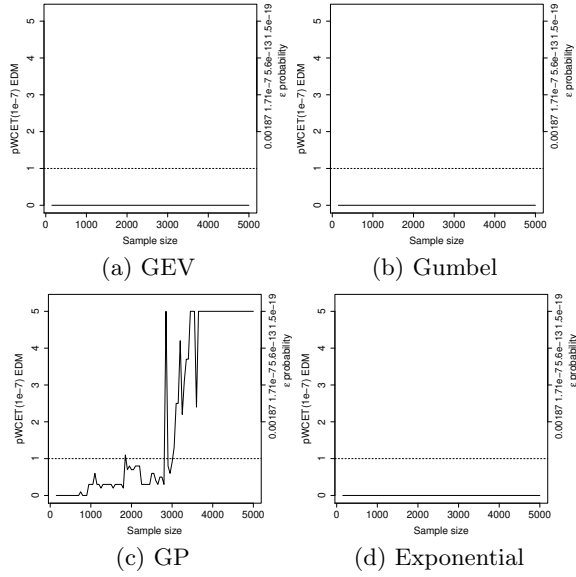 pWCET(1e-7) EDM
0 1 2 3 4 5
0 1000 2000 3000 4000 5000
Sample size
0.00187 1.71e-7 5.6e-13 1.5e-19
ε probability
(a) GEV
pWCET(1e-7) EDM
0 1 2 3 4 5
0 1000 2000 3000 4000 5000
Sample size
0.00187 1.71e-7 5.6e-13 1.5e-19
ε probability
(b) Gumbel
pWCET(1e-7) EDM
0 1 2 3 4 5
0 1000 2000 3000 4000 5000
Sample size
0.00187 1.71e-7 5.6e-13 1.5e-19
ε probability
(c) GP
pWCET(1e-7) EDM
0 1 2 3 4 5
0 1000 2000 3000 4000 5000
Sample size
0.00187 1.71e-7 5.6e-13 1.5e-19
ε probability
(d) Exponential